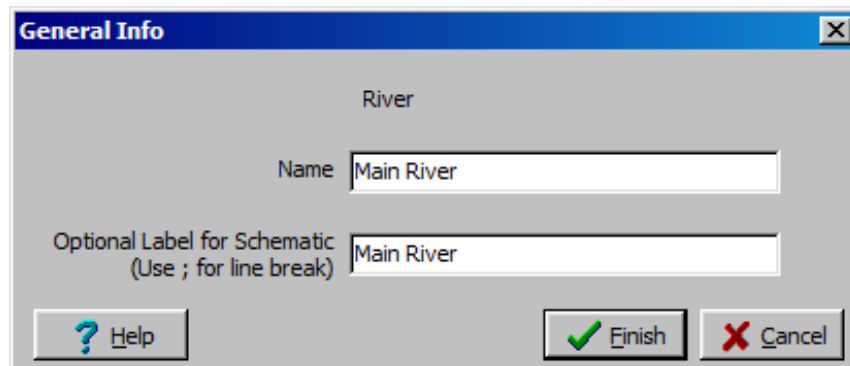 General Info
River
Name
Main River
Optional Label for Schematic
(Use ; for line break)
Main River
? Help
Finish
Cancel